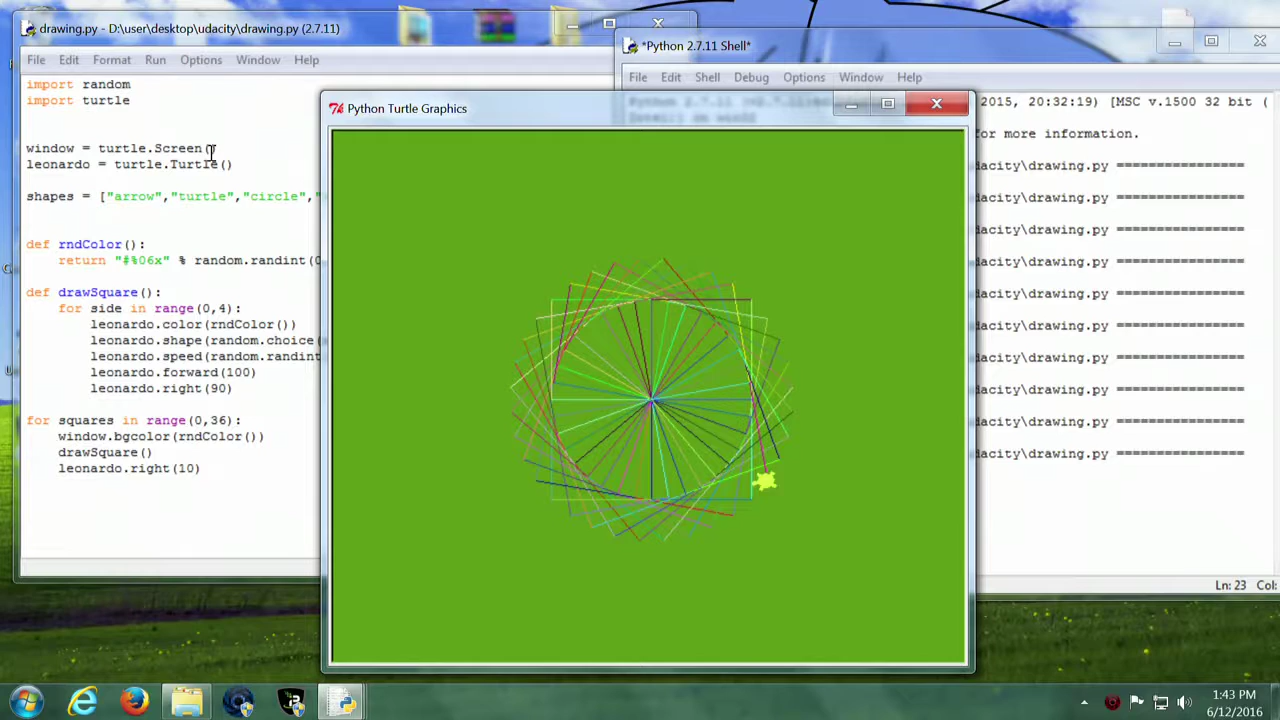 drawing.py - D:\user\desktop\udacity\drawing.py (2.7.11)
File Edit Format Run Options Window Help
import random
import turtle
window = turtle.Screen()
leonardo = turtle.Turtle()
shapes = ["arrow","turtle","circle","
def rndColor():
return "#%06x" % random.randint(0
def drawSquare():
for side in range(0,4):
leonardo.color(rndColor())
leonardo.shape(random.choice(
leonardo.speed(random.randint
leonardo.forward(100)
leonardo.right(90)
for squares in range(0,36):
window.bgcolor(rndColor())
drawSquare()
leonardo.right(10)
Python Turtle Graphics
*Python 2.7.11 Shell*
File Edit Shell Debug Options Window Help
Python 2.7.11 2015, 20:32:19) [MSC v.1500 32 bit (
for more information.
dacity\drawing.py ================
dacity\drawing.py ================
dacity\drawing.py ================
dacity\drawing.py ================
dacity\drawing.py ================
dacity\drawing.py ================
dacity\drawing.py ================
dacity\drawing.py ================
dacity\drawing.py ================
dacity\drawing.py ================
Ln: 23 Col:
1:43 PM
6/12/2016